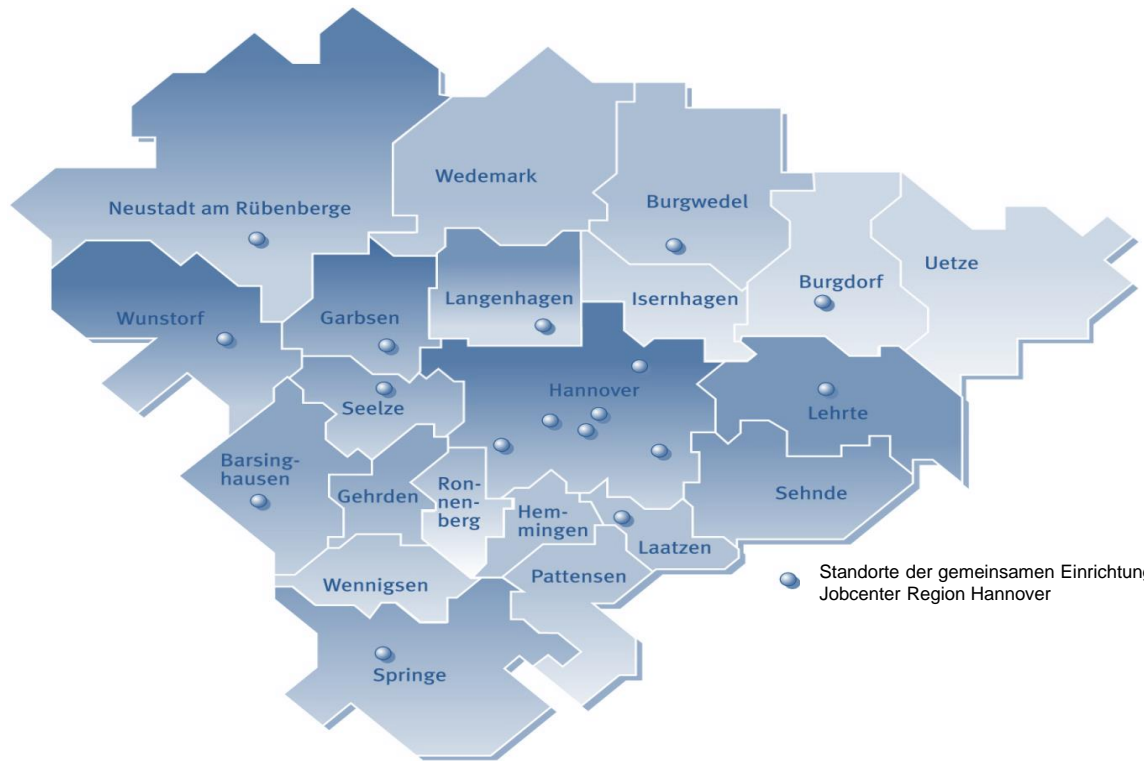 Wedemark
Neustadt am Rübenberge
Burgwedel
Uetze
Burgdorf
Langenhagen
Isernhagen
Wunstorf
Garbsen
Hannover
Seelze
Lehrte
Barsing-
hausen
Gehrden
Ron-
nen-
berg
Hem-
mingen
Sehnde
Laatzen
Wennigsen
Pattensen
Springe
Standorte der gemeinsamen Einrichtung
Jobcenter Region Hannover